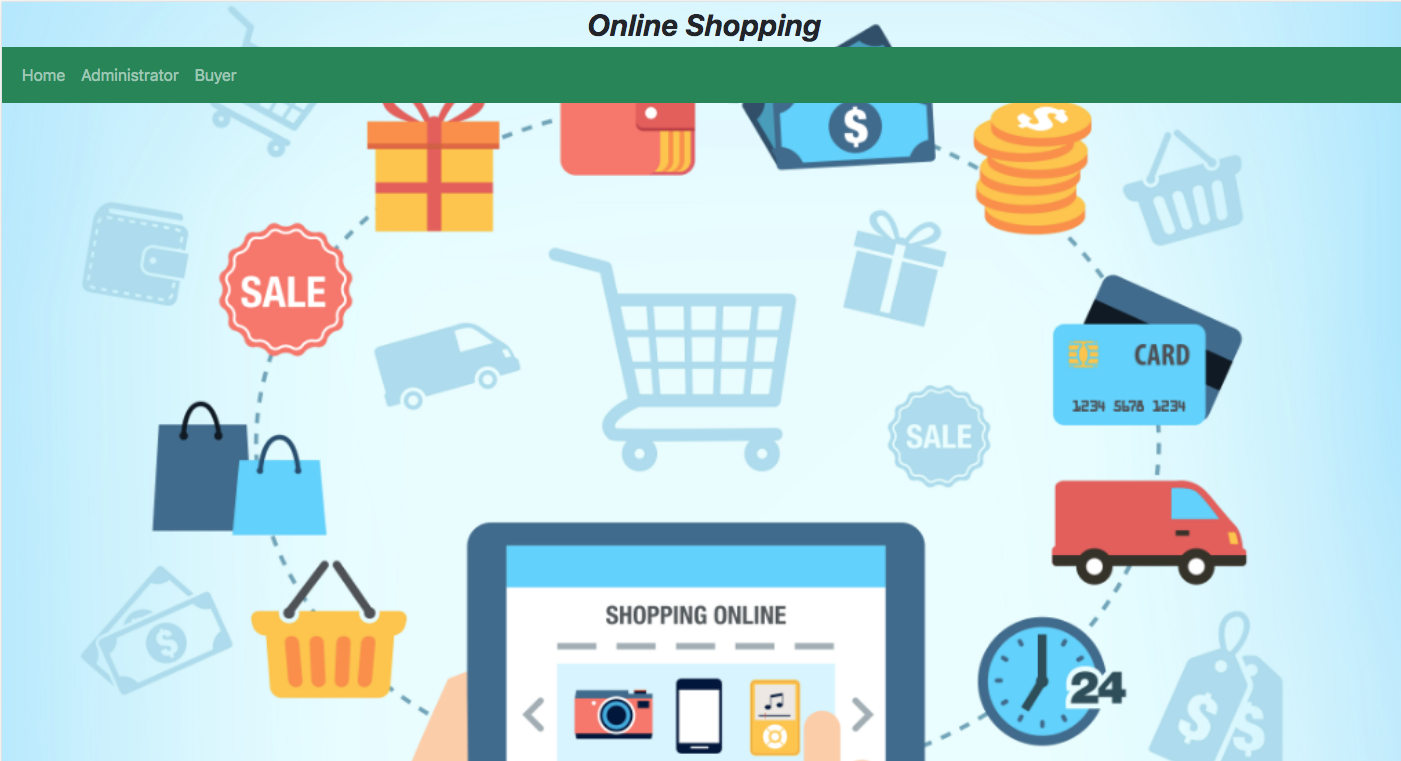 Online Shopping
Home Administrator Buyer
$
$
SALE
CARD
1234 5678 1234
SALE
SHOPPING ONLINE
$
24
$
$